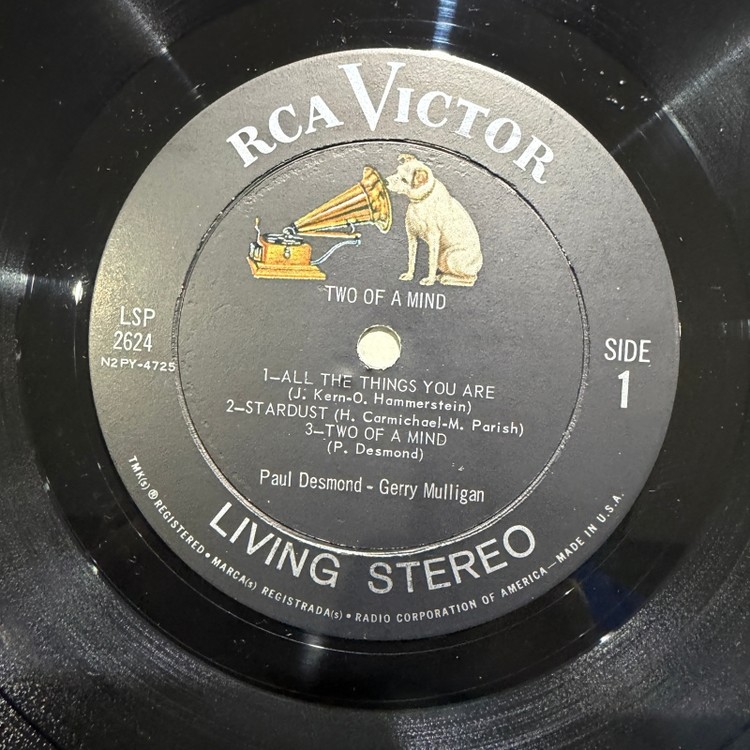 RCA VICTOR
TWO OF A MIND
LSP
2624
N2PY-4725
SIDE
1
1–ALL THE THINGS YOU ARE
(J. Kern-O. Hammerstein)
2–STARDUST (H. Carmichael-M. Parish)
3–TWO OF A MIND
(P. Desmond)
Paul Desmond - Gerry Mulligan
LIVING STEREO
TMK(s) ® REGISTERED • MARCA(s) REGISTRADA(s) • RADIO CORPORATION OF AMERICA—MADE IN U.S.A.